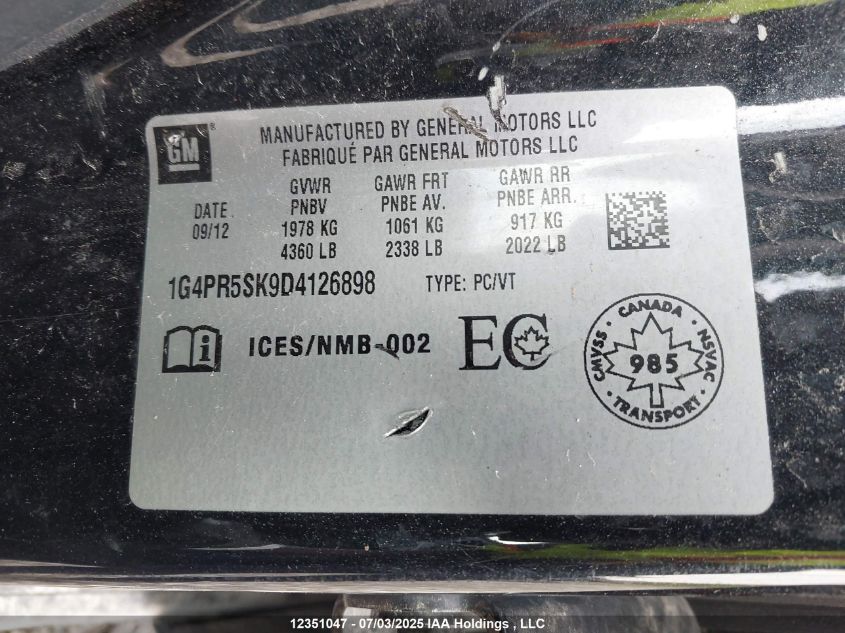 GM®
MANUFACTURED BY GENERAL MOTORS LLC
FABRIQUÉ PAR GENERAL MOTORS LLC
DATE
09/12
GVWR
PNBV
1978 KG
4360 LB
GAWR FRT
PNBE AV.
1061 KG
2338 LB
GAWR RR
PNBE ARR.
917 KG
2022 LB
1G4PR5SK9D4126898 TYPE: PC/VT
i ICES/NMB-002 EC
CANADA
CMVSS 985 NSVAC
TRANSPORT
12351047 - 07/03/2025 IAA Holdings , LLC